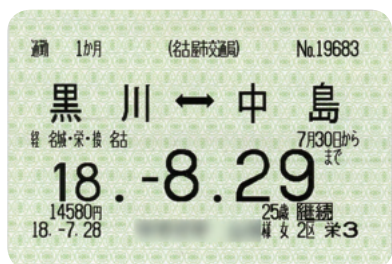 通勤 1か月 (名古屋市交通局) No.19683
黒川 ↔ 中島
経 名城・栄・接 名古 7月30日から
18.-8.29 まで
14580円 25歳 継続
18.-7.28 様 女 2区 栄3